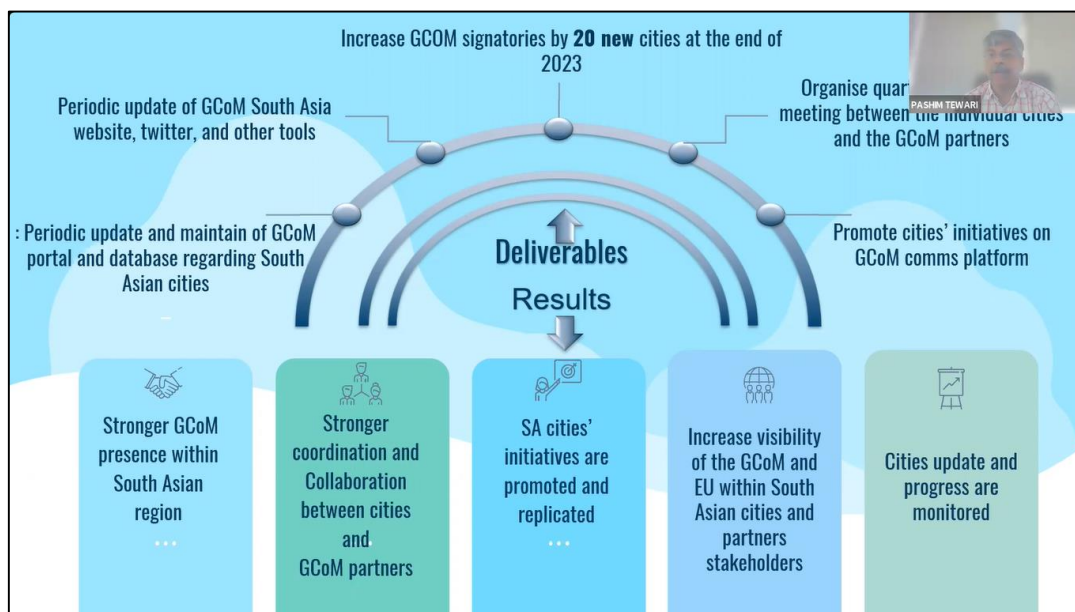 Increase GCOM signatories by 20 new cities at the end of
2023
Periodic update of GCoM South Asia
website, twitter, and other tools
Organise quar
meeting between the individual cities
and the GCoM partners
PASHIM TEWARI
: Periodic update and maintain of GCoM
portal and database regarding South
Asian cities
Promote cities' initiatives on
GCoM comms platform
Deliverables
Results
Stronger GCoM
presence within
South Asian
region
...
Stronger
coordination and
Collaboration
between cities
and
GCoM partners
SA cities'
initiatives are
promoted and
replicated
...
Increase visibility
of the GCoM and
EU within South
Asian cities and
partners
stakeholders
Cities update and
progress are
monitored